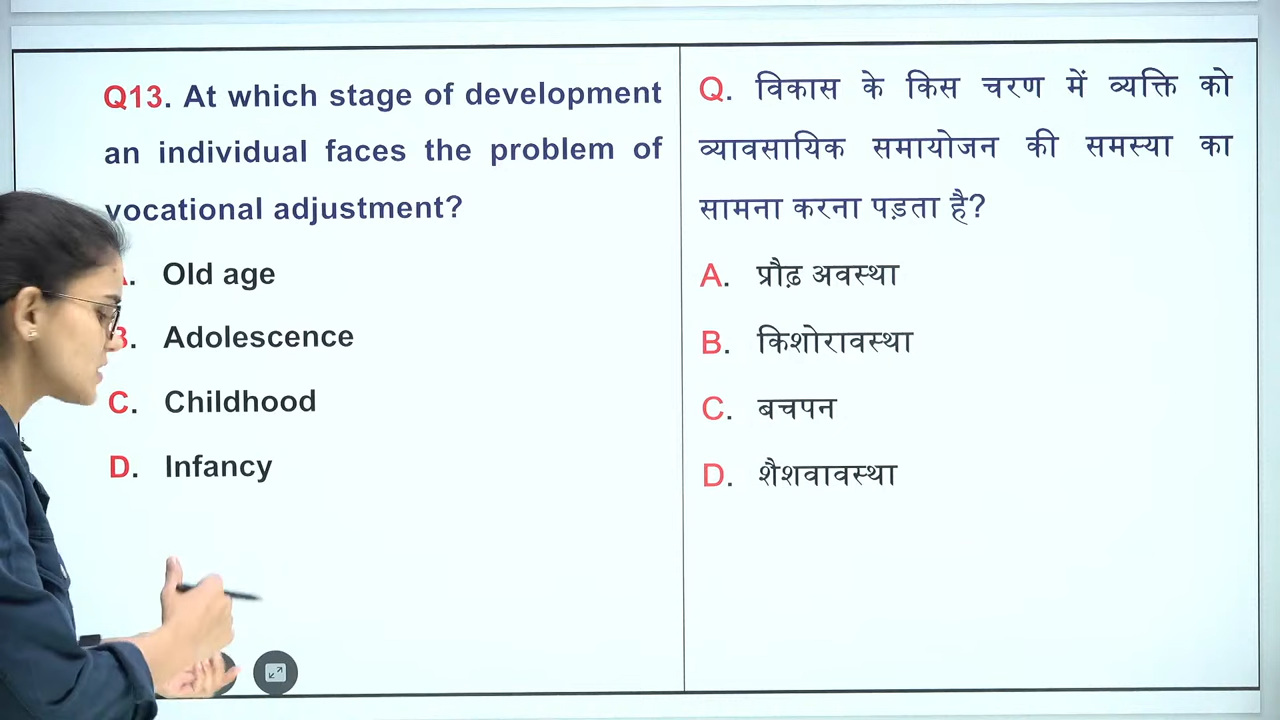 Q13. At which stage of development
an individual faces the problem of
vocational adjustment?
. Old age
B. Adolescence
C. Childhood
D. Infancy
Q. विकास के किस चरण में व्यक्ति को
व्यावसायिक समायोजन की समस्या का
सामना करना पड़ता है?
A. प्रौढ़ अवस्था
B. किशोरावस्था
C. बचपन
D. शैशवावस्था